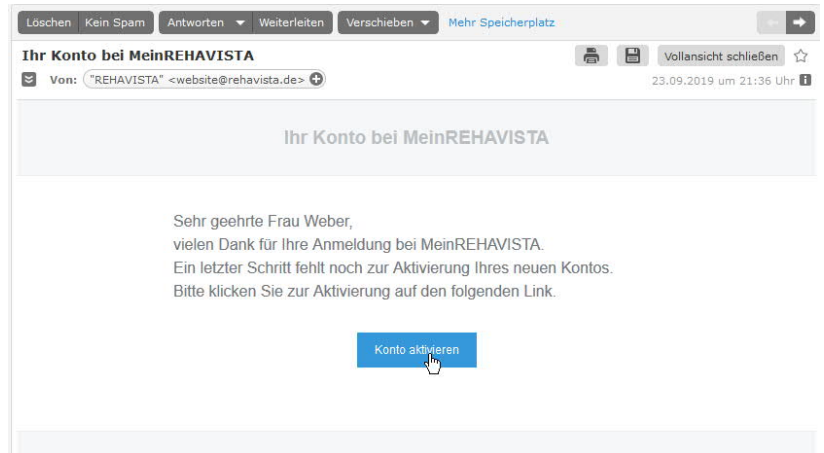 Löschen Kein Spam Antworten Weiterleiten Verschieben Mehr Speicherplatz
Ihr Konto bei MeinREHAVISTA Vollansicht schließen
Von: "REHAVISTA" <website@rehavista.de> 23.09.2019 um 21:36 Uhr
Ihr Konto bei MeinREHAVISTA
Sehr geehrte Frau Weber,
vielen Dank für Ihre Anmeldung bei MeinREHAVISTA.
Ein letzter Schritt fehlt noch zur Aktivierung Ihres neuen Kontos.
Bitte klicken Sie zur Aktivierung auf den folgenden Link.
Konto aktivieren